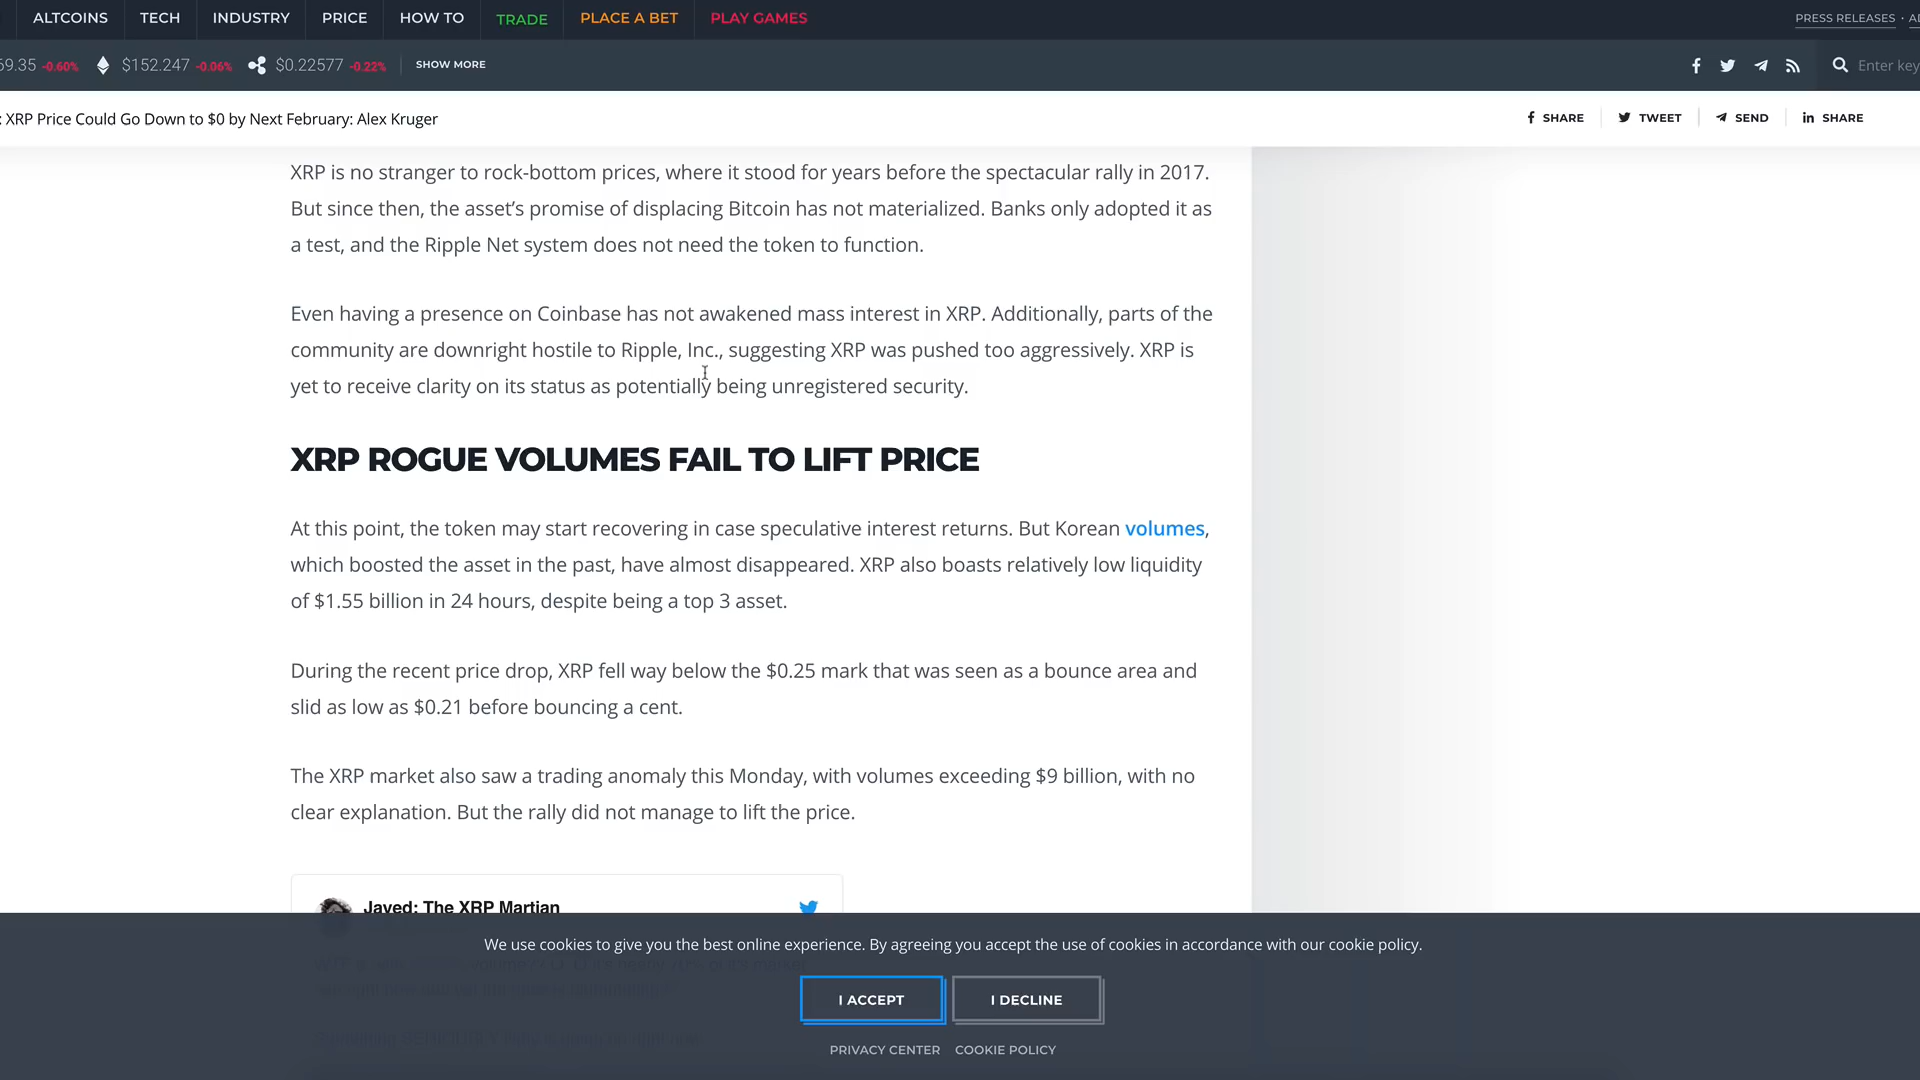 ALTCOINS TECH INDUSTRY PRICE HOW TO TRADE PLACE A BET PLAY GAMES PRESS RELEASES ·
69.35 -0.60% $152.247 -0.06% $0.22577 -0.22% SHOW MORE Enter key
: XRP Price Could Go Down to $0 by Next February: Alex Kruger SHARE TWEET SEND SHARE
XRP is no stranger to rock-bottom prices, where it stood for years before the spectacular rally in 2017.
But since then, the asset’s promise of displacing Bitcoin has not materialized. Banks only adopted it as
a test, and the Ripple Net system does not need the token to function.
Even having a presence on Coinbase has not awakened mass interest in XRP. Additionally, parts of the
community are downright hostile to Ripple, Inc., suggesting XRP was pushed too aggressively. XRP is
yet to receive clarity on its status as potentially being unregistered security.
XRP ROGUE VOLUMES FAIL TO LIFT PRICE
At this point, the token may start recovering in case speculative interest returns. But Korean volumes,
which boosted the asset in the past, have almost disappeared. XRP also boasts relatively low liquidity
of $1.55 billion in 24 hours, despite being a top 3 asset.
During the recent price drop, XRP fell way below the $0.25 mark that was seen as a bounce area and
slid as low as $0.21 before bouncing a cent.
The XRP market also saw a trading anomaly this Monday, with volumes exceeding $9 billion, with no
clear explanation. But the rally did not manage to lift the price.
Javed: The XRP Martian
We use cookies to give you the best online experience. By agreeing you accept the use of cookies in accordance with our cookie policy.
I ACCEPT I DECLINE
PRIVACY CENTER COOKIE POLICY